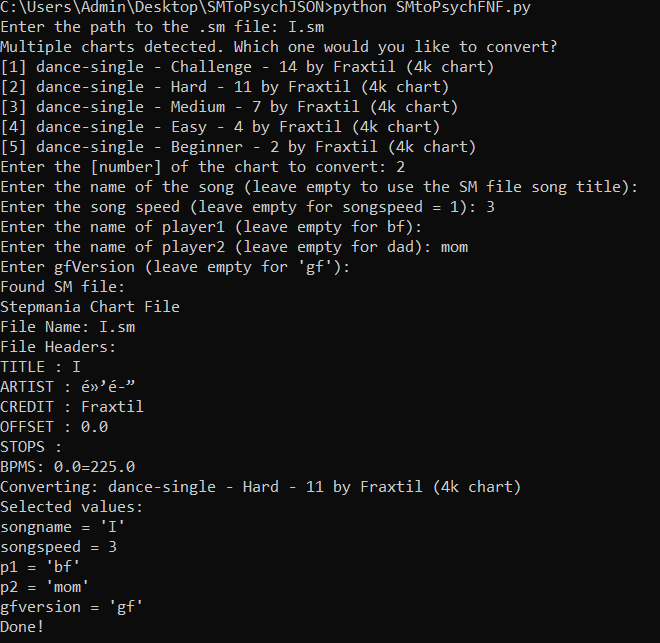 C:\Users\Admin\Desktop\SMToPsychJSON>python SMtoPsychFNF.py
Enter the path to the .sm file: I.sm
Multiple charts detected. Which one would you like to convert?
[1] dance-single - Challenge - 14 by Fraxtil (4k chart)
[2] dance-single - Hard - 11 by Fraxtil (4k chart)
[3] dance-single - Medium - 7 by Fraxtil (4k chart)
[4] dance-single - Easy - 4 by Fraxtil (4k chart)
[5] dance-single - Beginner - 2 by Fraxtil (4k chart)
Enter the [number] of the chart to convert: 2
Enter the name of the song (leave empty to use the SM file song title):
Enter the song speed (leave empty for songspeed = 1): 3
Enter the name of player1 (leave empty for bf):
Enter the name of player2 (leave empty for dad): mom
Enter gfVersion (leave empty for 'gf'):
Found SM file:
Stepmania Chart File
File Name: I.sm
File Headers:
TITLE : I
ARTIST : é»’é-”
CREDIT : Fraxtil
OFFSET : 0.0
STOPS :
BPMS: 0.0=225.0
Converting: dance-single - Hard - 11 by Fraxtil (4k chart)
Selected values:
songname = 'I'
songspeed = 3
p1 = 'bf'
p2 = 'mom'
gfversion = 'gf'
Done!